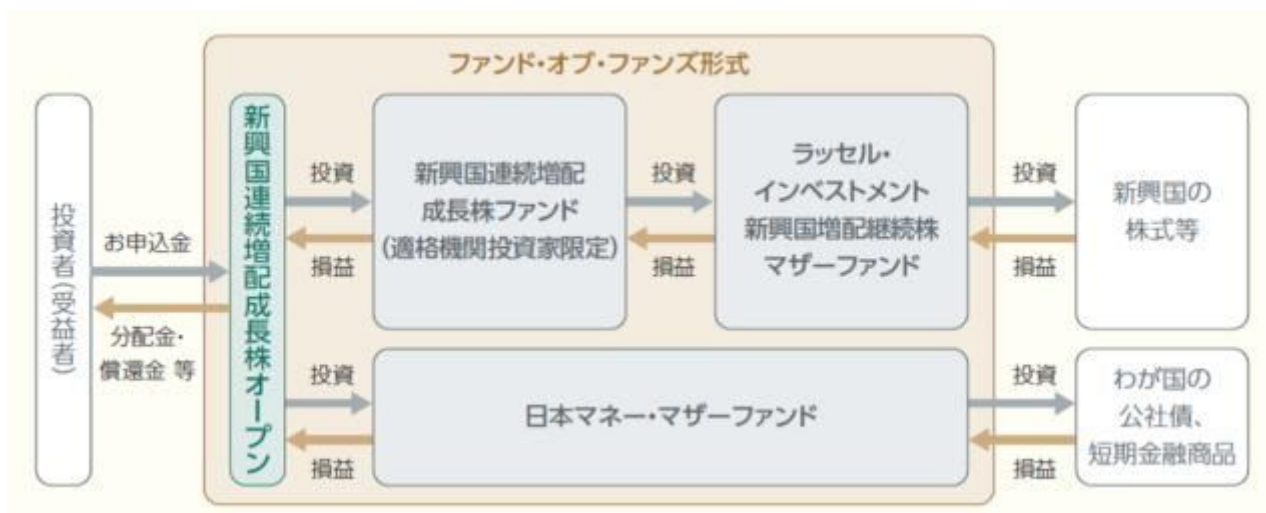 ファンド・オブ・ファンズ形式
投資者(受益者)
お申込金
分配金・
償還金 等
新興国連続増配成長株オープン
投資
損益
新興国連続増配
成長株ファンド
(適格機関投資家限定)
投資
損益
ラッセル・
インベストメント
新興国増配継続株
マザーファンド
投資
損益
新興国の
株式等
投資
損益
日本マネー・マザーファンド
投資
損益
わが国の
公社債、
短期金融商品